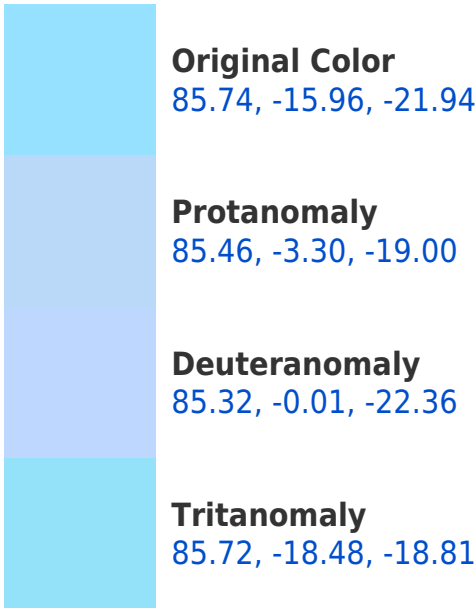 Original Color
85.74, -15.96, -21.94
Protanomaly
85.46, -3.30, -19.00
Deuteranomaly
85.32, -0.01, -22.36
Tritanomaly
85.72, -18.48, -18.81